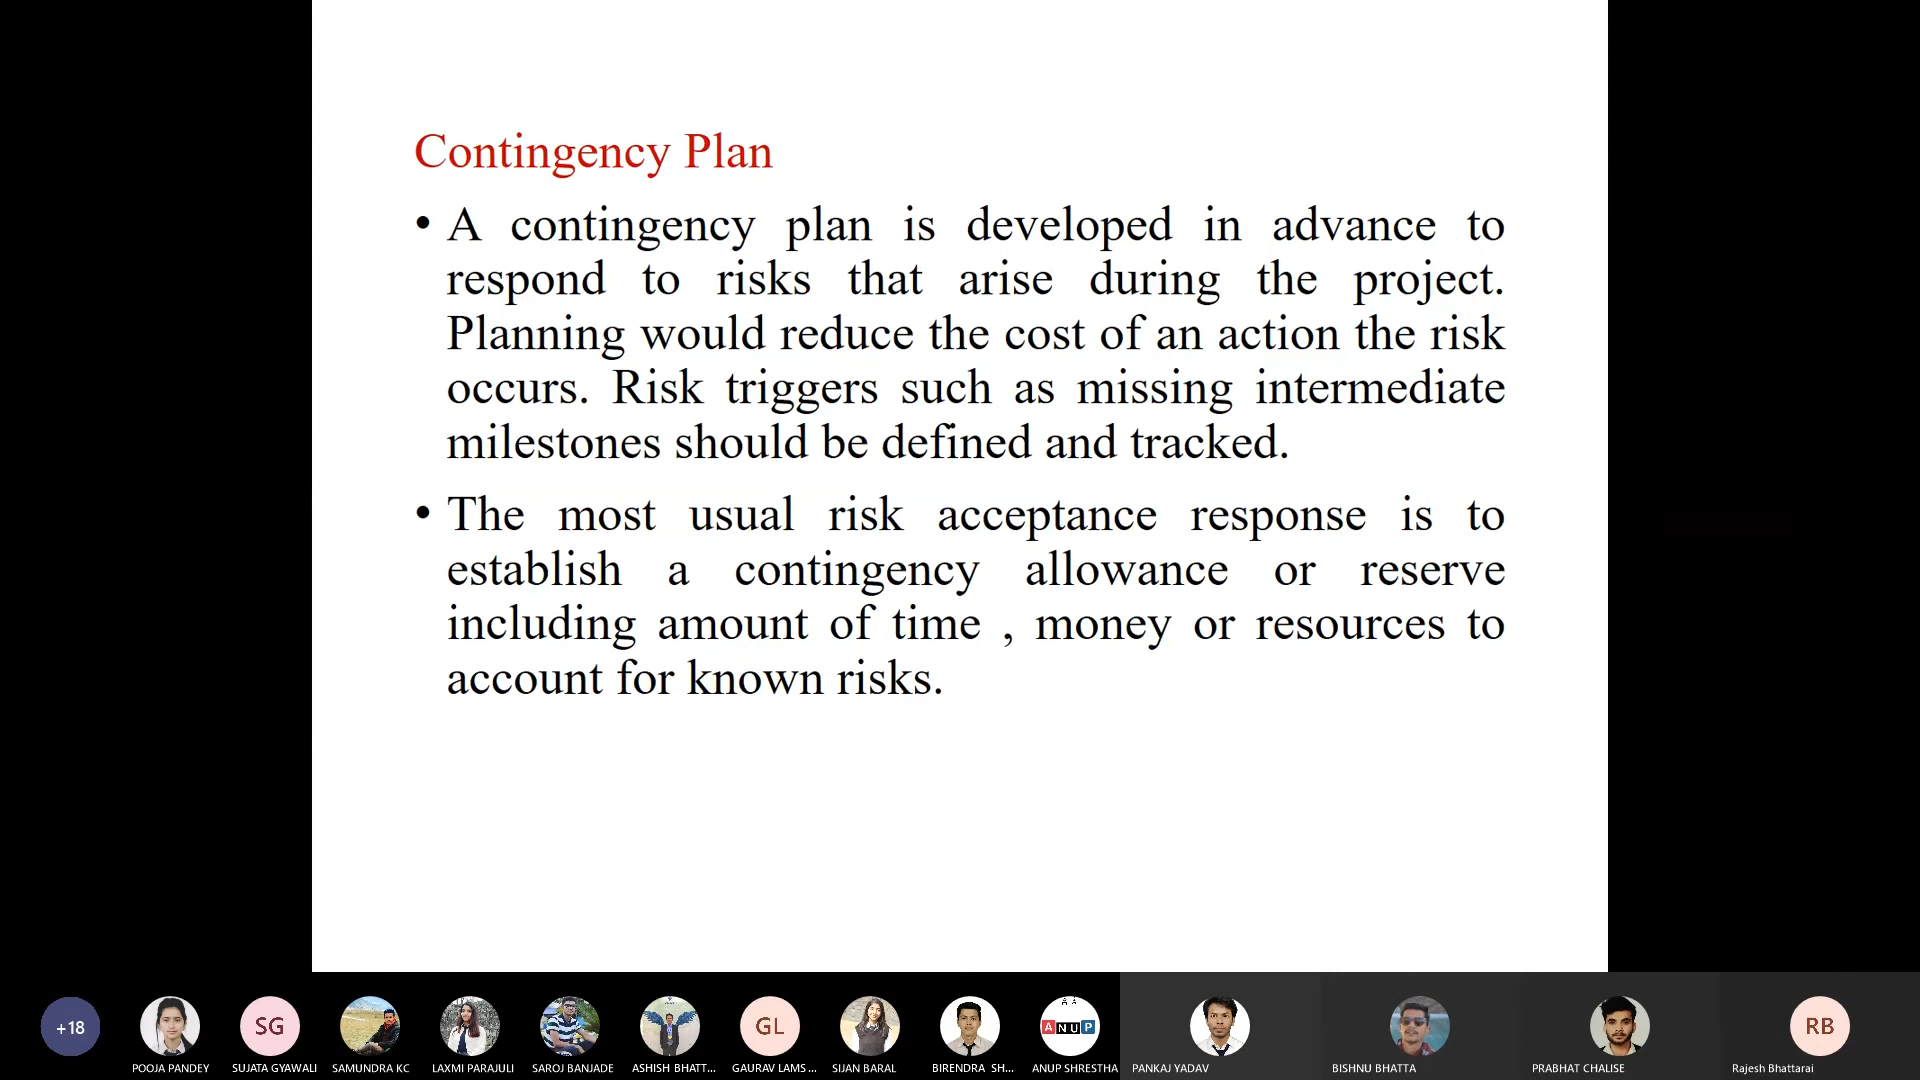 Contingency Plan
• A contingency plan is developed in advance to
respond to risks that arise during the project.
Planning would reduce the cost of an action the risk
occurs. Risk triggers such as missing intermediate
milestones should be defined and tracked.
• The most usual risk acceptance response is to
establish a contingency allowance or reserve
including amount of time , money or resources to
account for known risks.
+18
SG
GL
ANUP
RB
POOJA PANDEY
SUJATA GYAWALI
SAMUNDRA KC
LAXMI PARAJULI
SAROJ BANJADE
ASHISH BHATT...
GAURAV LAMS...
SIJAN BARAL
BIRENDRA SH...
ANUP SHRESTHA
PANKAJ YADAV
BISHNU BHATTA
PRABHAT CHALISE
Rajesh Bhattarai